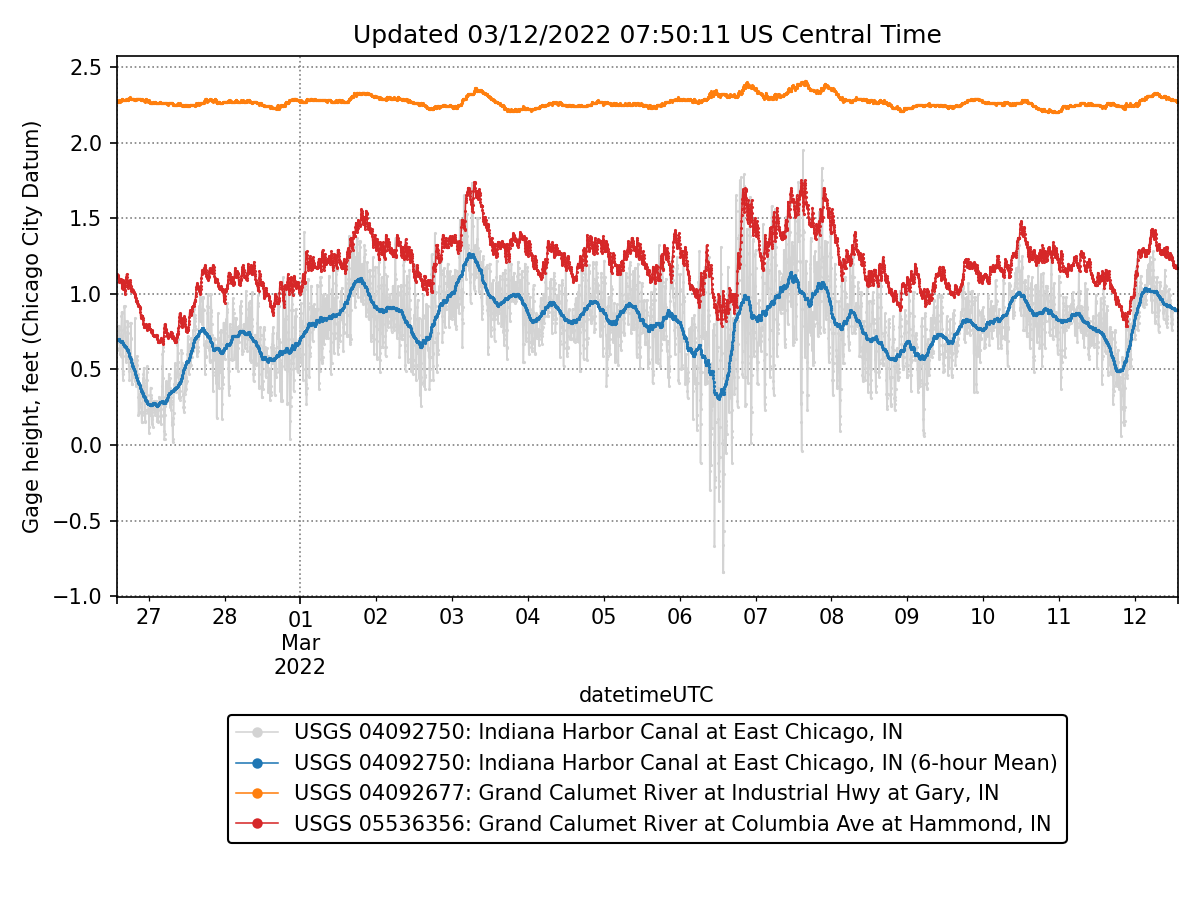 Updated 03/12/2022 07:50:11 US Central Time
Gage height, feet (Chicago City Datum)
2.5
2.0
1.5
1.0
0.5
0.0
−0.5
−1.0
27 28 01 02 03 04 05 06 07 08 09 10 11 12
Mar
2022
datetimeUTC
USGS 04092750: Indiana Harbor Canal at East Chicago, IN
USGS 04092750: Indiana Harbor Canal at East Chicago, IN (6-hour Mean)
USGS 04092677: Grand Calumet River at Industrial Hwy at Gary, IN
USGS 05536356: Grand Calumet River at Columbia Ave at Hammond, IN